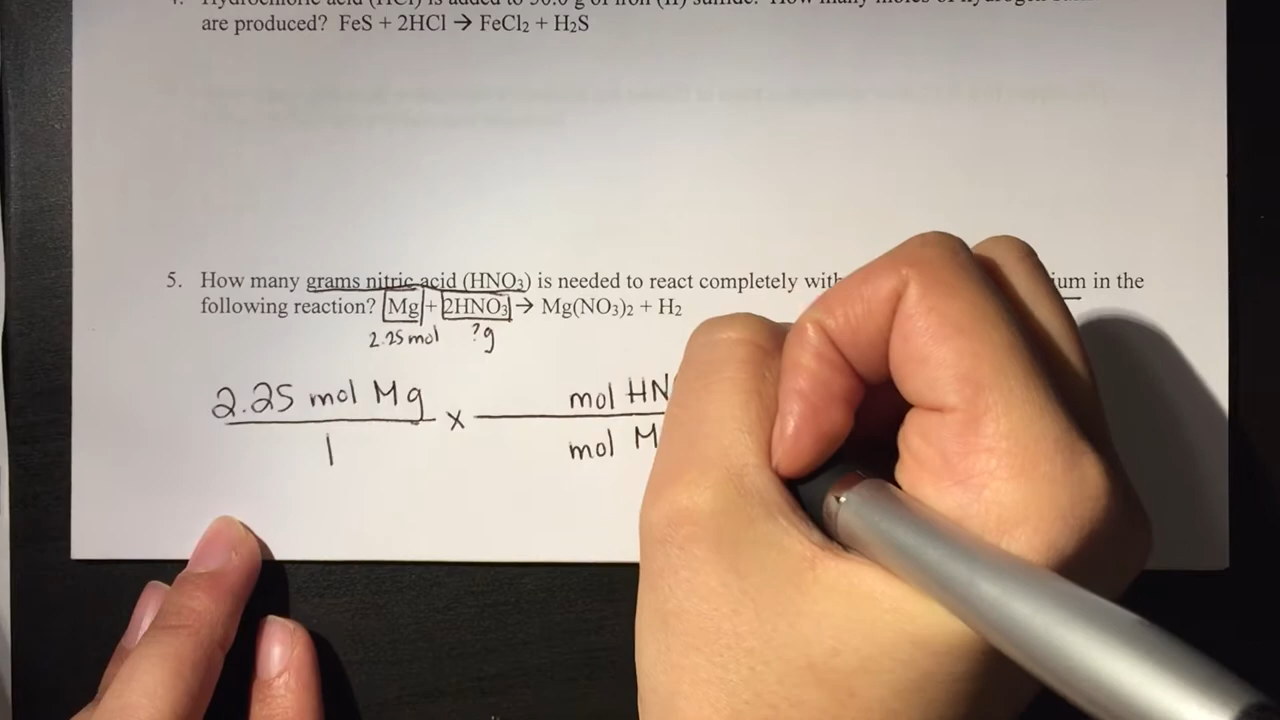 are produced? FeS + 2HCl → FeCl₂ + H₂S
5. How many grams nitric acid (HNO₃) is needed to react completely with in the
following reaction? Mg + 2HNO₃ → Mg(NO₃)₂ + H₂
2.25 mol ?g
2.25 mol Mg x mol HN
1 mol M